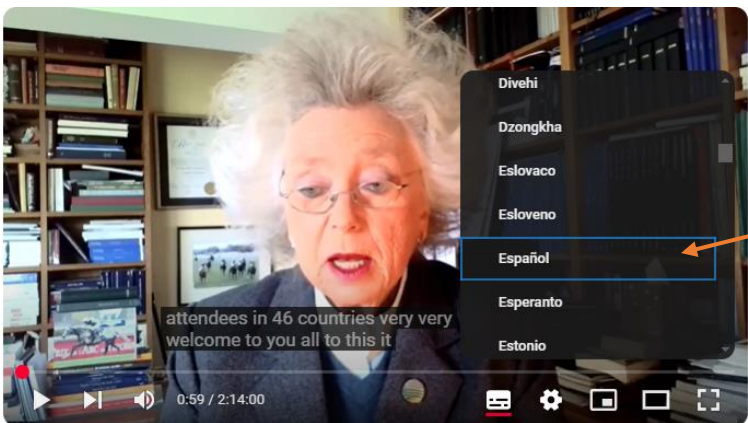 Divehi
Dzongkha
Eslovaco
Esloveno
Español
Esperanto
Estonio
attendees in 46 countries very very
welcome to you all to this it
0:59 / 2:14:00